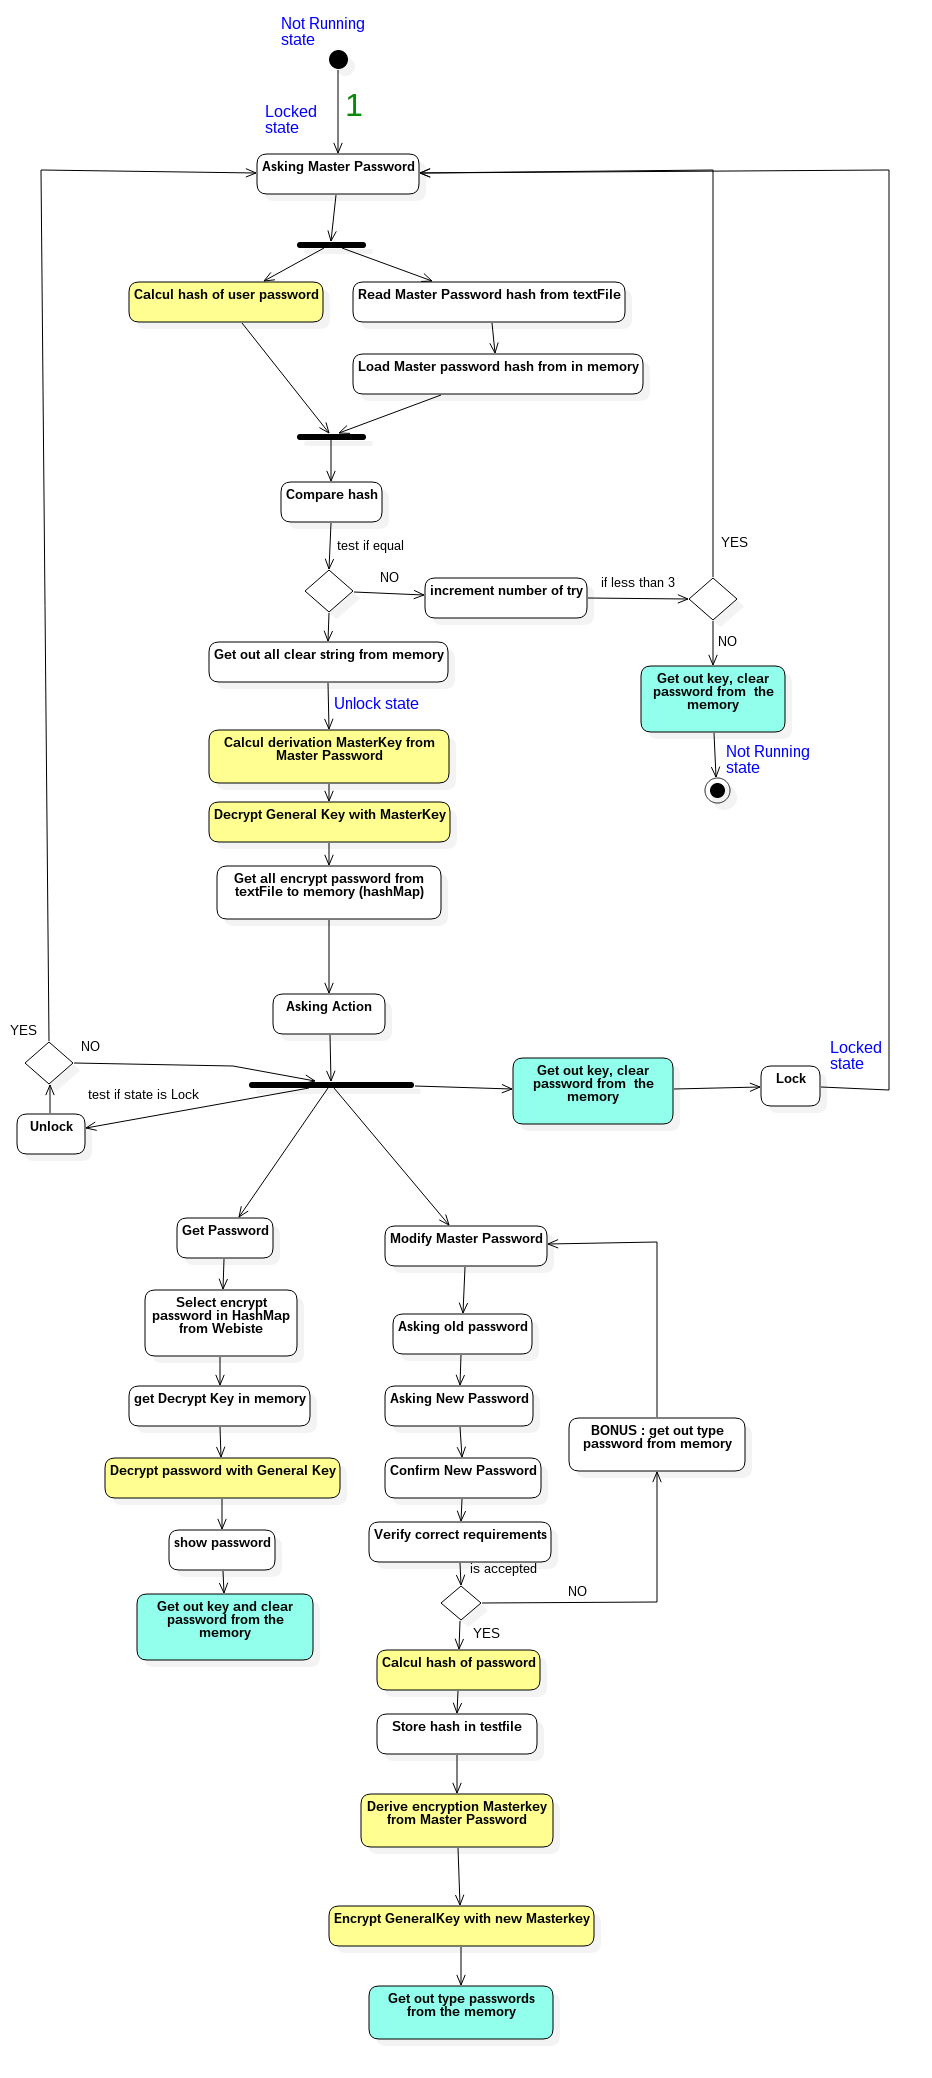 Not Running
state
Locked
state
1
Asking Master Password
Calcul hash of user password
Read Master Password hash from textFile
Load Master password hash from in memory
Compare hash
test if equal
NO
increment number of try
if less than 3
YES
NO
Get out all clear string from memory
Get out key, clear
password from  the
memory
Unlock state
Not Running
state
Calcul derivation MasterKey from
Master Password
Decrypt General Key with MasterKey
Get all encrypt password from
textFile to memory (hashMap)
Asking Action
YES
NO
test if state is Lock
Unlock
Get out key, clear
password from  the
memory
Lock
Locked
state
Get Password
Select encrypt
password in HashMap
from Webiste
get Decrypt Key in memory
Decrypt password with General Key
show password
Get out key and clear
password from the
memory
Modify Master Password
Asking old password
Asking New Password
Confirm New Password
Verify correct requirements
is accepted
NO
BONUS : get out type
password from memory
YES
Calcul hash of password
Store hash in testfile
Derive encryption Masterkey
from Master Password
Encrypt GeneralKey with new Masterkey
Get out type passwords
from the memory